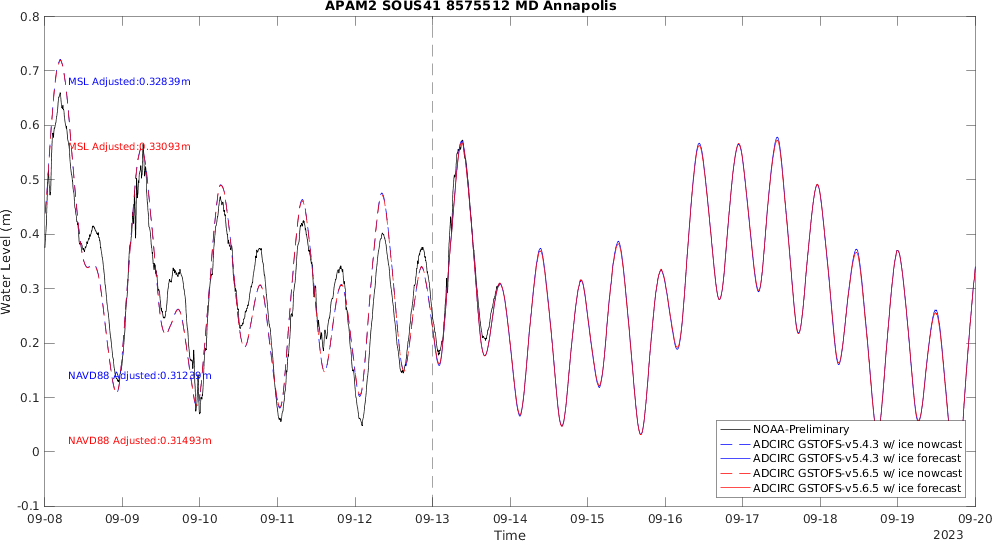 APAM2 SOUS41 8575512 MD Annapolis
0.8
0.7
0.6
0.5
0.4
0.3
0.2
0.1
0
-0.1
Water Level (m)
MSL Adjusted:0.32839m
MSL Adjusted:0.33093m
NAVD88 Adjusted:0.31239m
NAVD88 Adjusted:0.31493m
NOAA-Preliminary
ADCIRC GSTOFS-v5.4.3 w/ ice nowcast
ADCIRC GSTOFS-v5.4.3 w/ ice forecast
ADCIRC GSTOFS-v5.6.5 w/ ice nowcast
ADCIRC GSTOFS-v5.6.5 w/ ice forecast
09-08 09-09 09-10 09-11 09-12 09-13 09-14 09-15 09-16 09-17 09-18 09-19 09-20
Time
2023